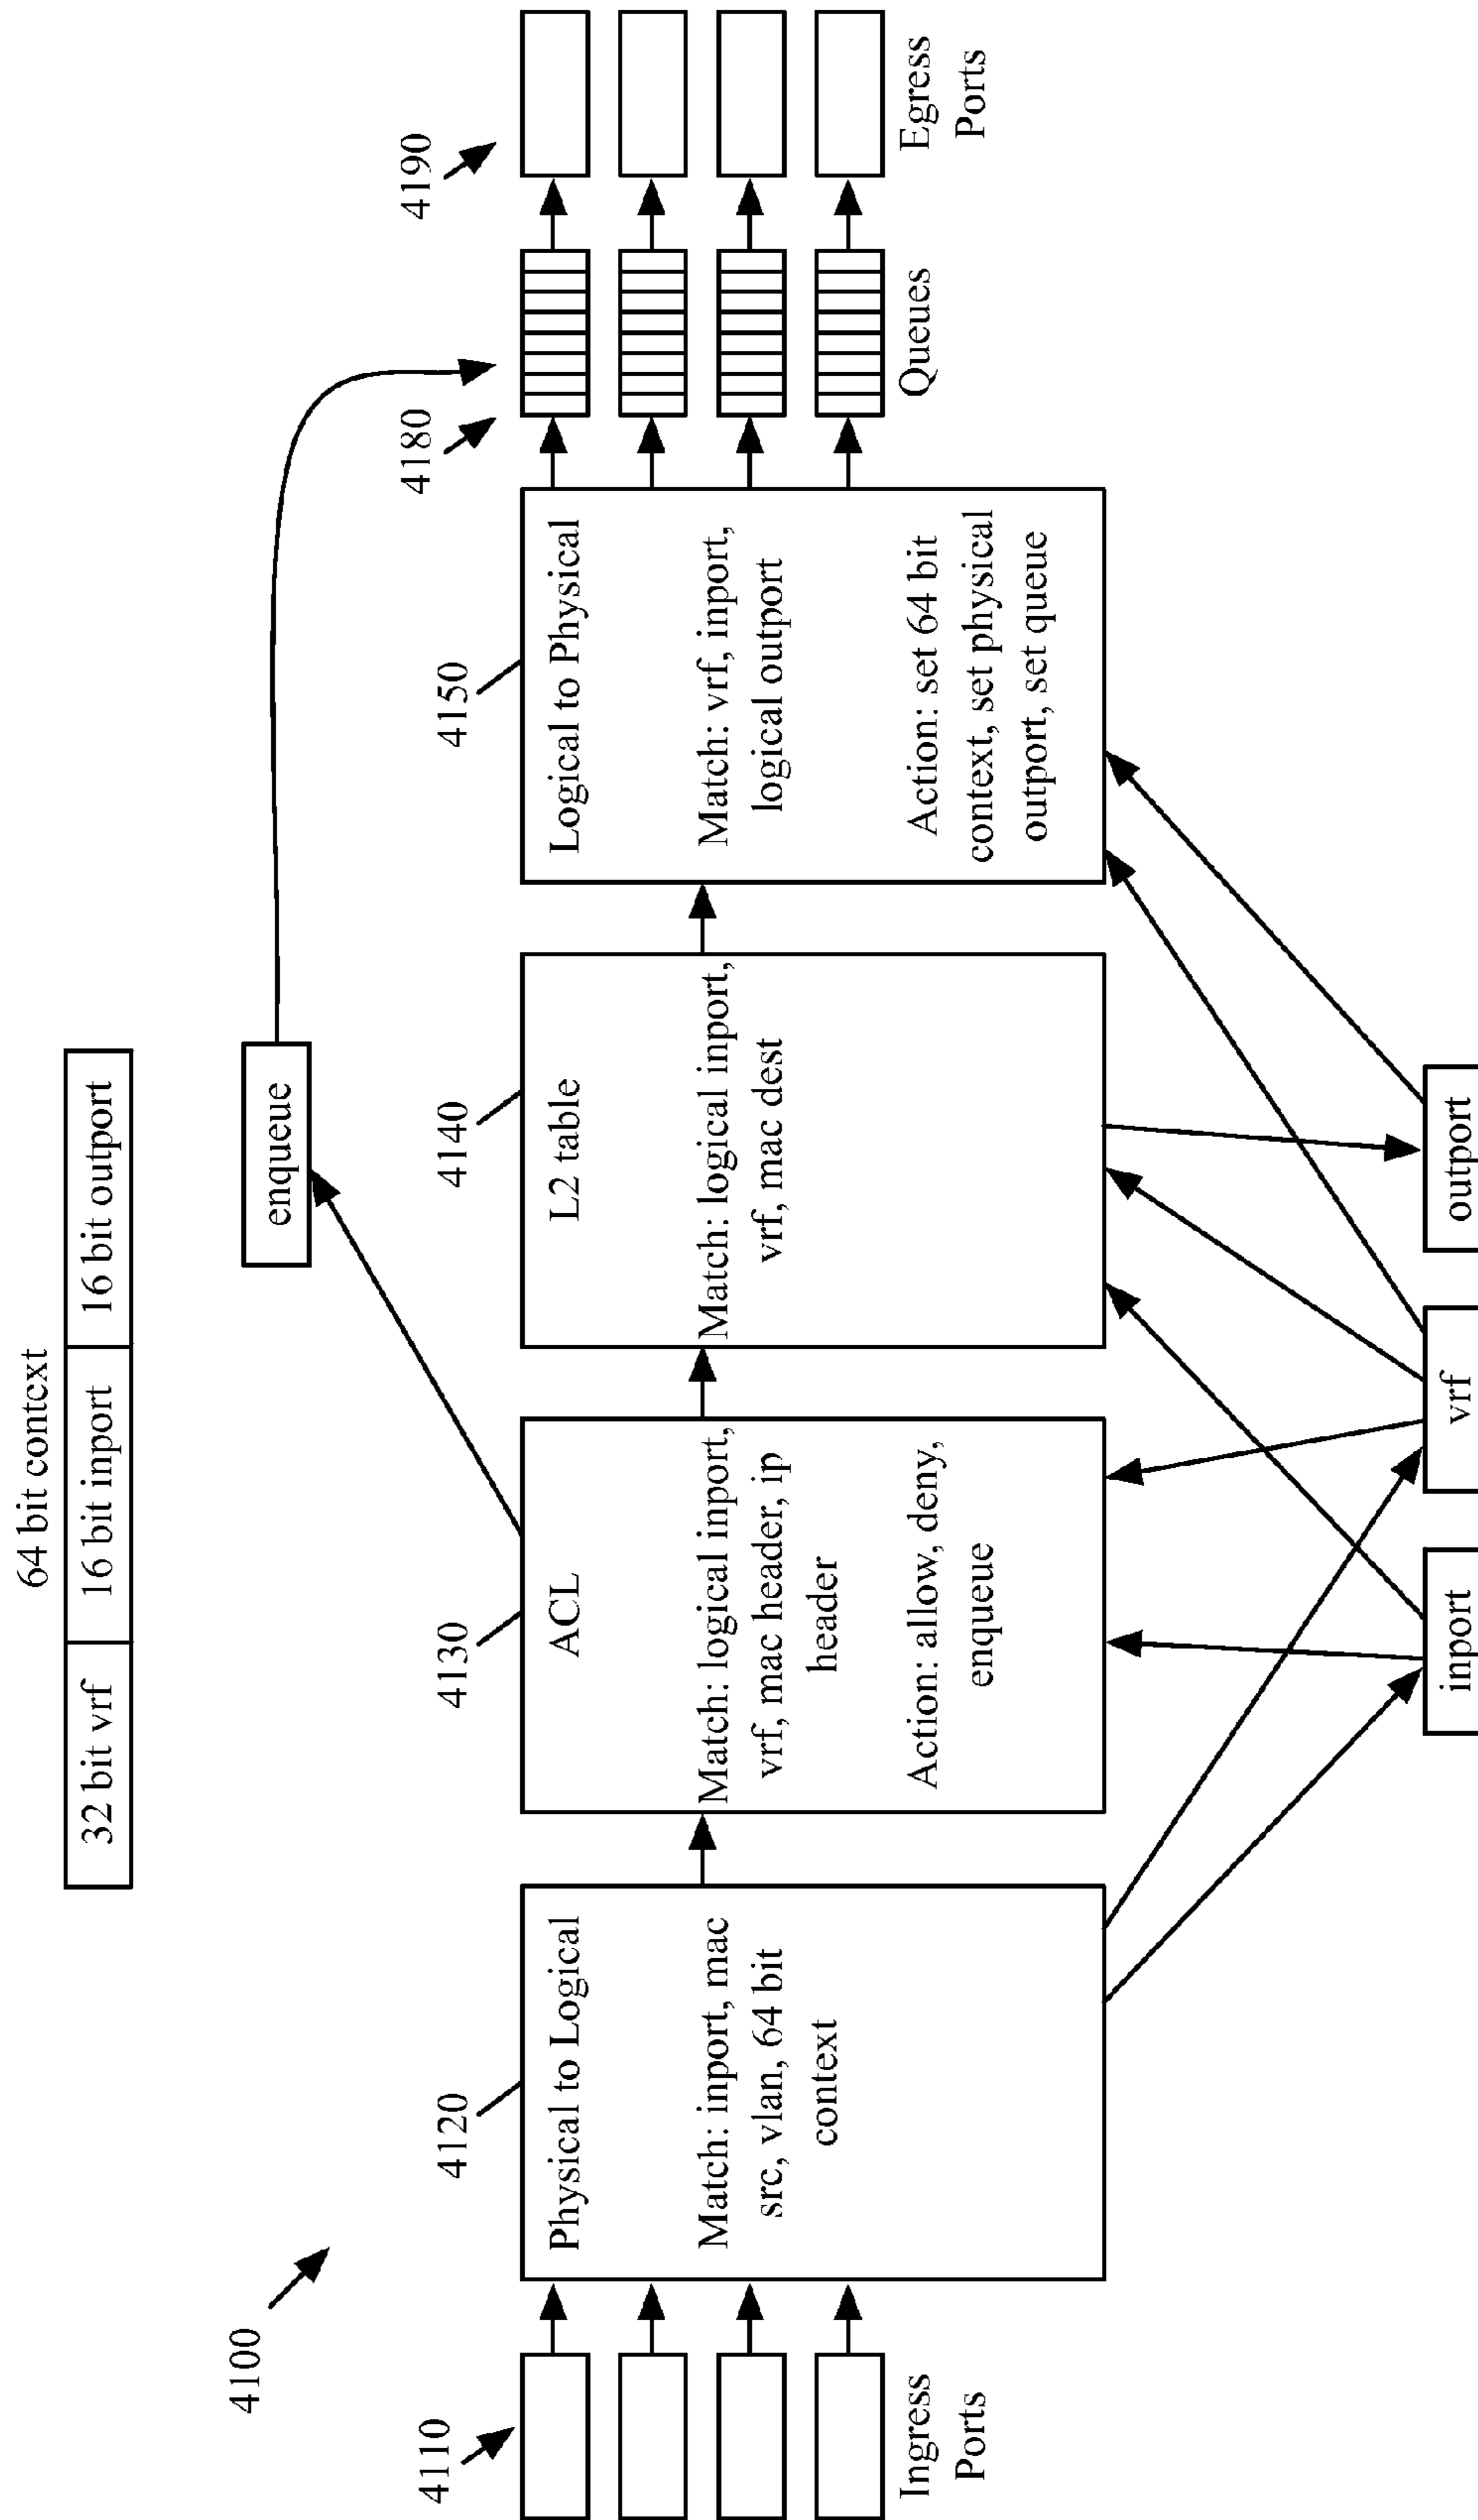 64 bit context
32 bit vrf
16 bit inport
16 bit outport
4100
enqueue
4110
4120
4130
4140
4150
4180
4190
Ingress
Ports
Physical to Logical
Match: inport, mac
src, vlan, 64 bit
context
ACL
Match: logical inport,
vrf, mac header, ip
header
Action: allow, deny,
enqueue
L2 table
Match: logical inport,
vrf, mac dest
Logical to Physical
Match: vrf, inport,
logical outport
Action: set 64 bit
context, set physical
outport, set queue
Queues
Egress
Ports
inport
vrf
outport